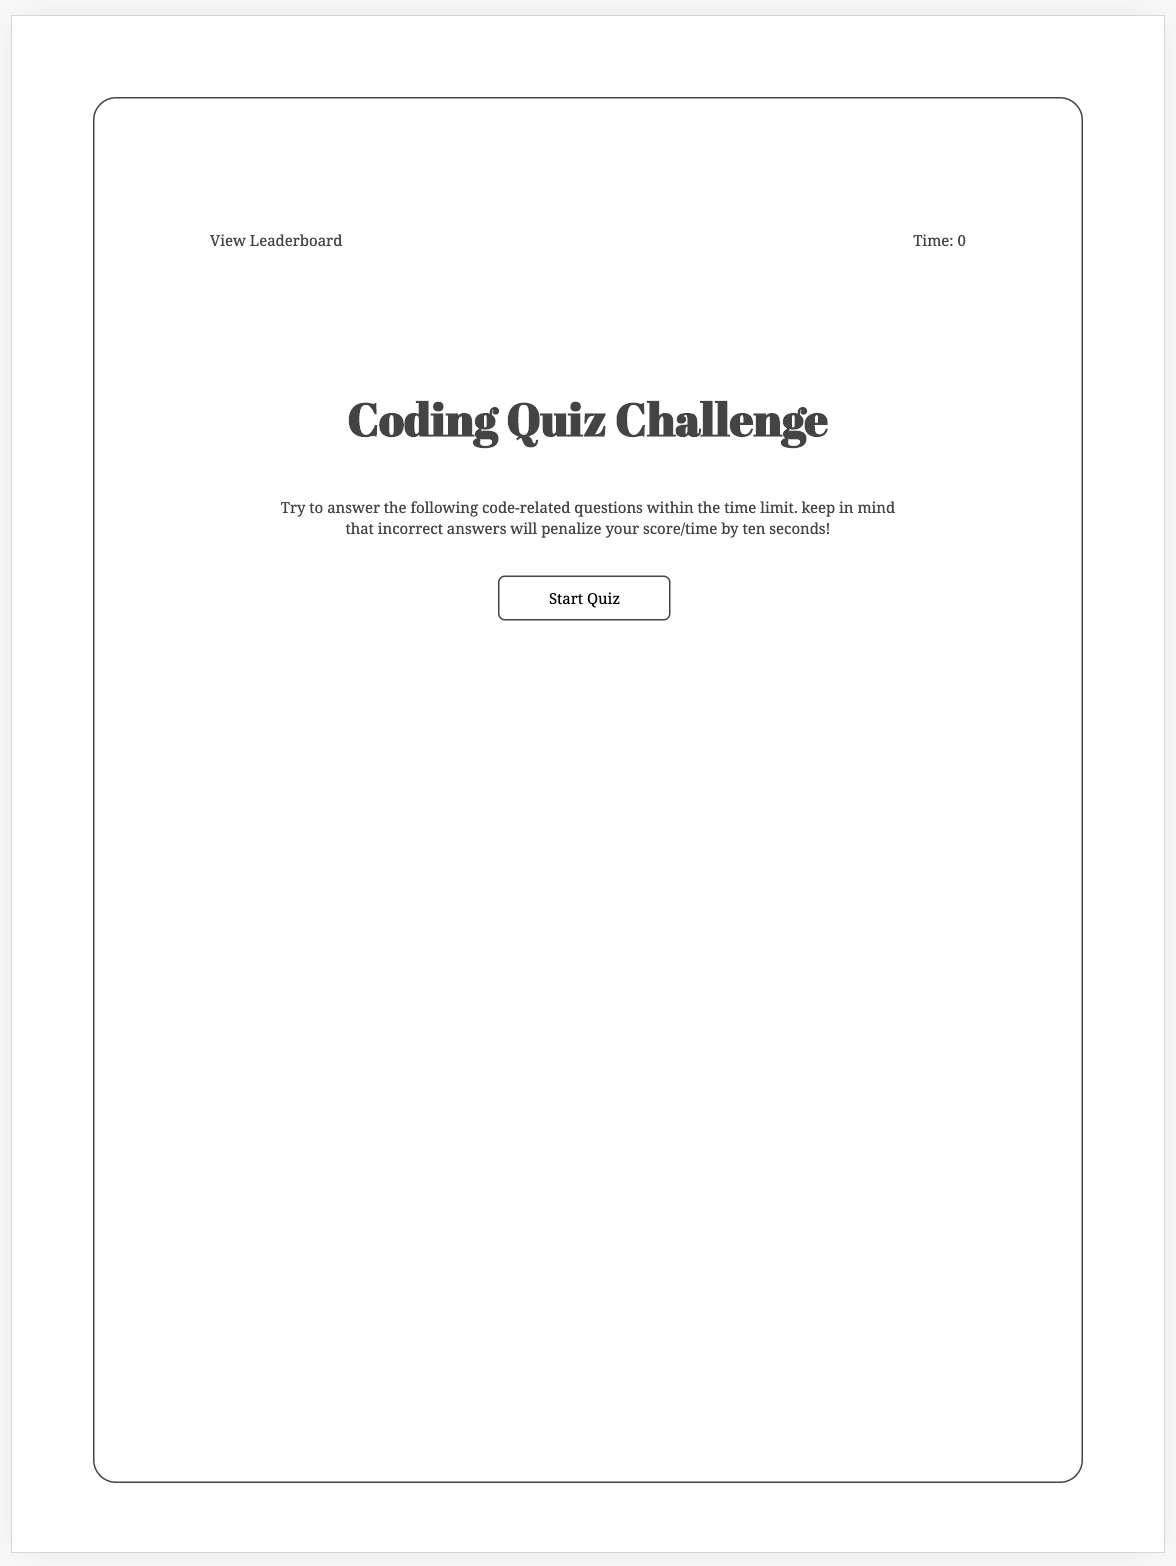 View Leaderboard
Time: 0
Coding Quiz Challenge
Try to answer the following code-related questions within the time limit. keep in mind
that incorrect answers will penalize your score/time by ten seconds!
Start Quiz